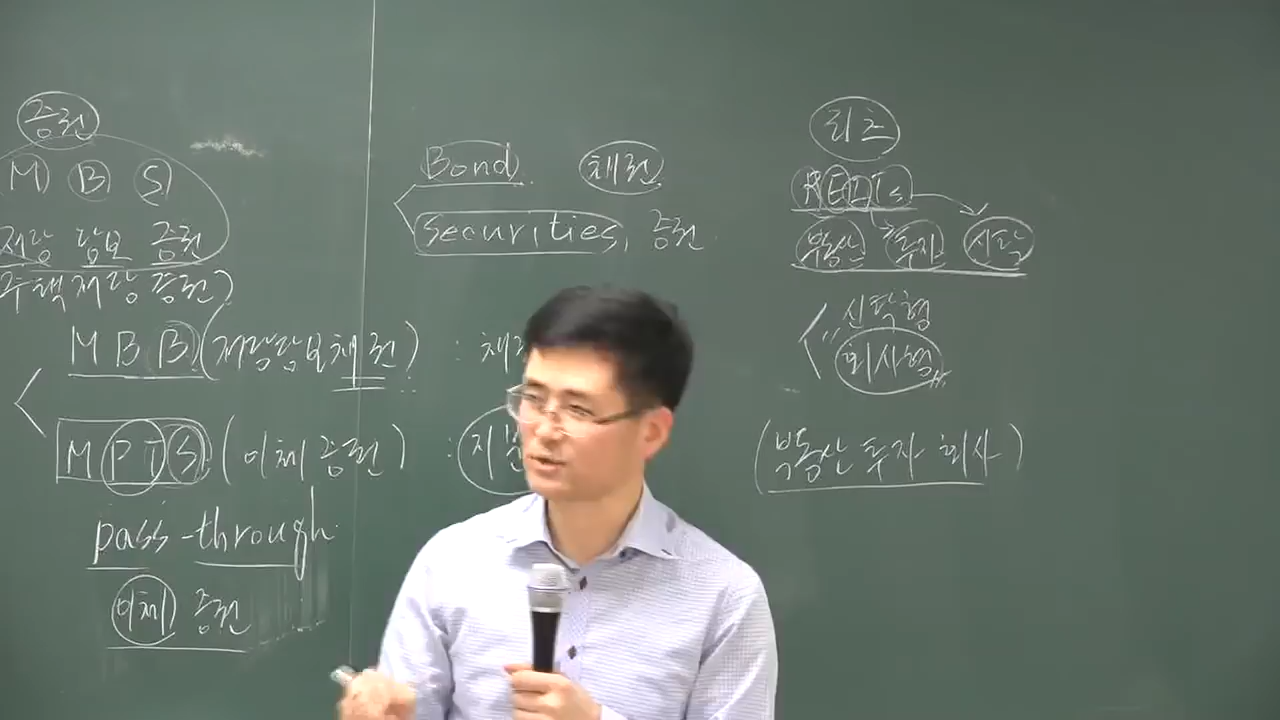 증권
M B S
저당 담보 증권
주택저당증권)
M B B (저당담보채권) : 채
M P T S (이체증권) : 지분
pass-through
이체 증권
Bond 채권
Securities, 증권
리츠
REITs
부동산 투자 신탁
신탁형
"회사형"
(부동산투자회사)